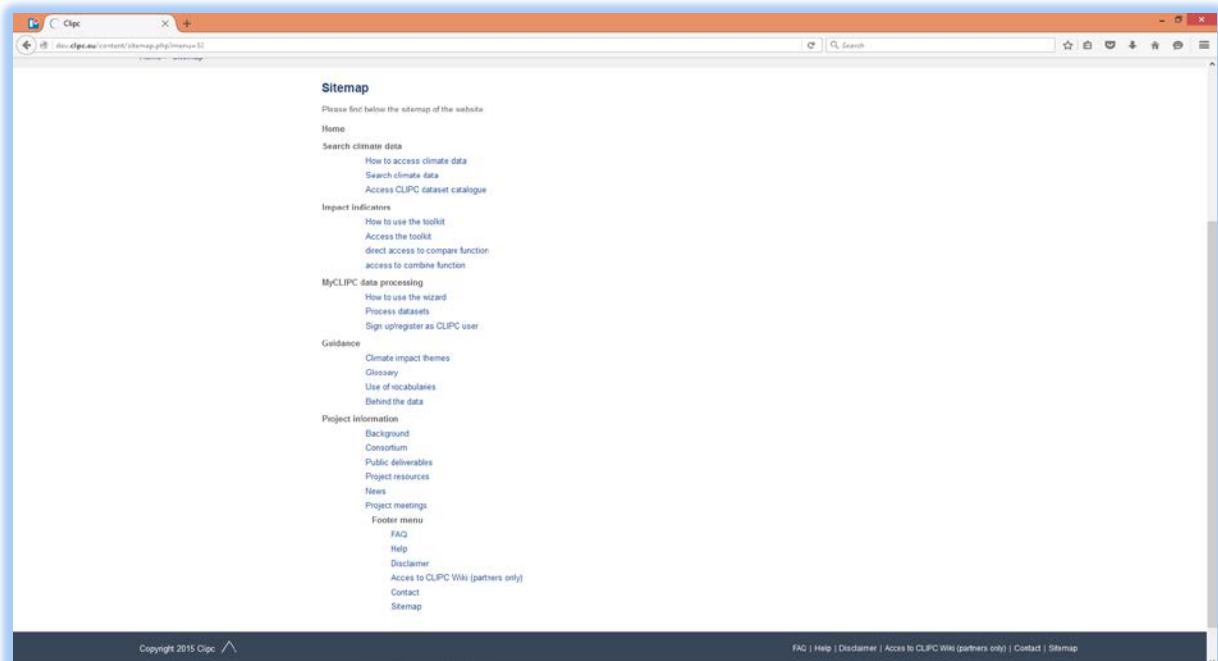 Clipc
dev.clipc.eu/content/sitemap.php?menu=52
Search
Home Sitemap
Sitemap
Please find below the sitemap of the website
Home
Search climate data
How to access climate data
Search climate data
Access CLIPC dataset catalogue
Impact indicators
How to use the toolkit
Access the toolkit
direct access to compare function
access to combine function
MyCLIPC data processing
How to use the wizard
Process datasets
Sign up/register as CLIPC user
Guidance
Climate impact themes
Glossary
Use of vocabularies
Behind the data
Project information
Background
Consortium
Public deliverables
Project resources
News
Project meetings
Footer menu
FAQ
Help
Disclaimer
Acces to CLIPC Wiki (partners only)
Contact
Sitemap
Copyright 2015 Clipc
FAQ | Help | Disclaimer | Acces to CLIPC Wiki (partners only) | Contact | Sitemap